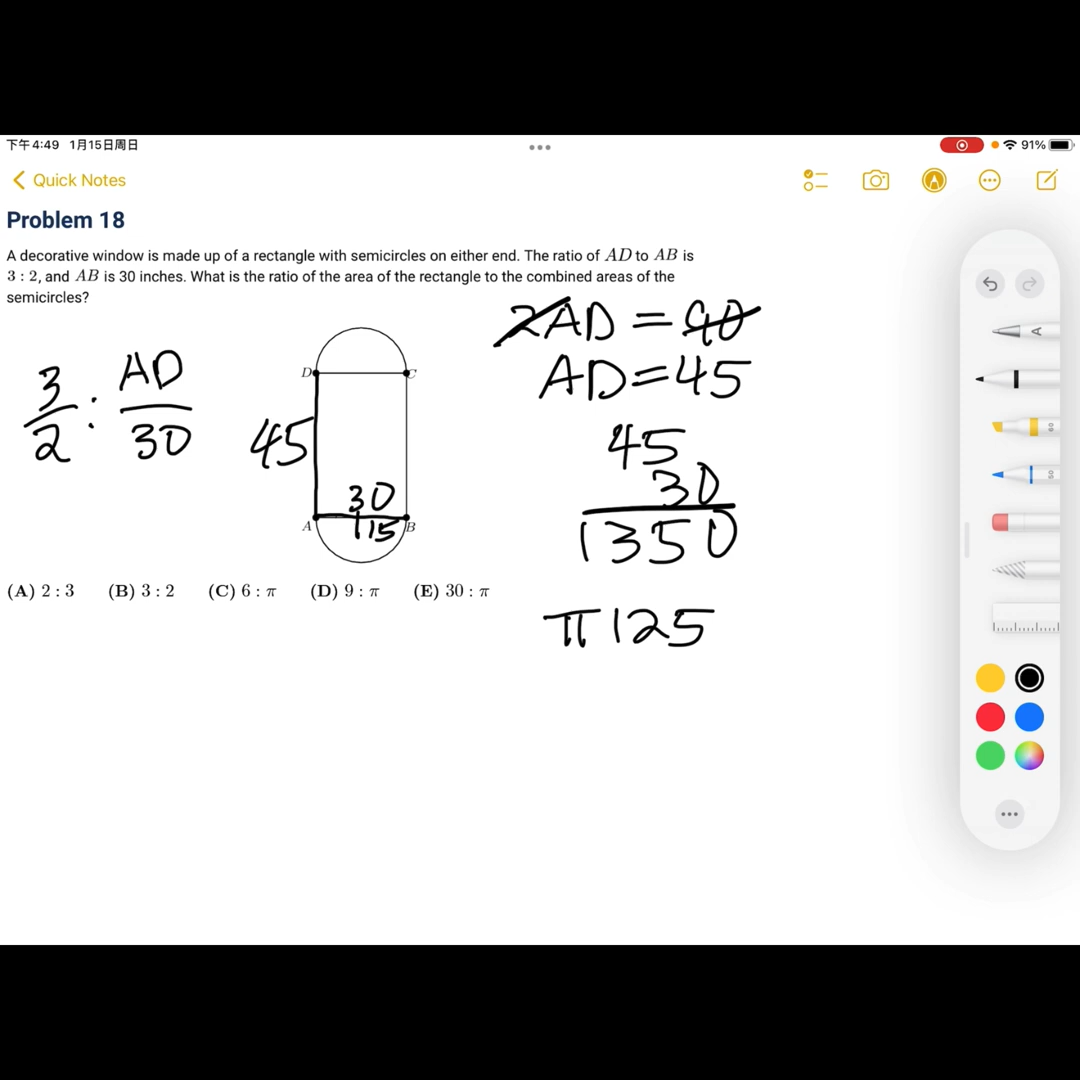 下午4:49 1月15日周日
91%
Quick Notes
Problem 18
A decorative window is made up of a rectangle with semicircles on either end. The ratio of AD to AB is
3 : 2, and AB is 30 inches. What is the ratio of the area of the rectangle to the combined areas of the
semicircles?
2AD = 90
AD = 45
3/2 : AD/30
D C
45
30
A 15 B
45
30
1350
(A) 2 : 3 (B) 3 : 2 (C) 6 : π (D) 9 : π (E) 30 : π
π 125
A
60
50